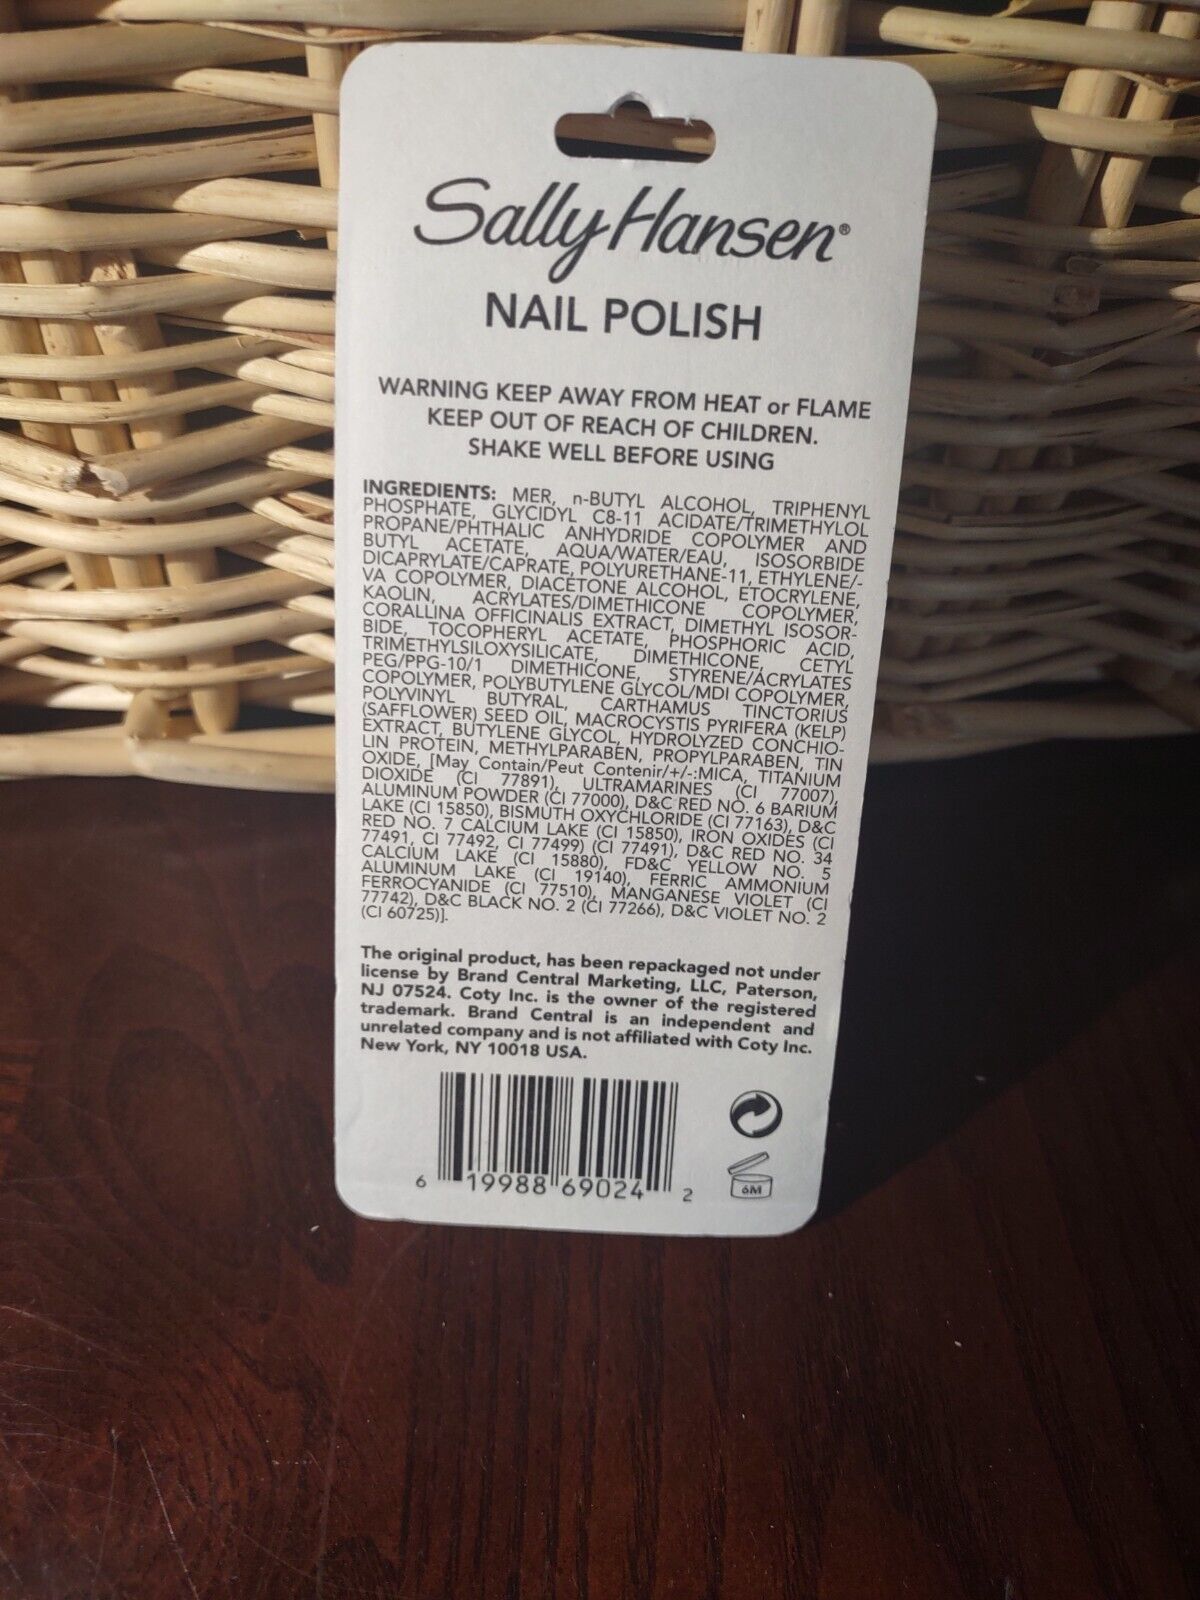 Sally Hansen®
NAIL POLISH
WARNING KEEP AWAY FROM HEAT or FLAME
KEEP OUT OF REACH OF CHILDREN.
SHAKE WELL BEFORE USING
INGREDIENTS: MER, n-BUTYL ALCOHOL, TRIPHENYL
PHOSPHATE, GLYCIDYL C8-11 ACIDATE/TRIMETHYLOL
PROPANE/PHTHALIC ANHYDRIDE COPOLYMER AND
BUTYL ACETATE, AQUA/WATER/EAU, ISOSORBIDE
DICAPRYLATE/CAPRATE, POLYURETHANE-11, ETHYLENE/-
VA COPOLYMER, DIACETONE ALCOHOL, ETOCRYLENE,
KAOLIN, ACRYLATES/DIMETHICONE COPOLYMER,
CORALLINA OFFICINALIS EXTRACT, DIMETHYL ISOSOR-
BIDE, TOCOPHERYL ACETATE, PHOSPHORIC ACID,
TRIMETHYLSILOXYSILICATE, DIMETHICONE, CETYL
PEG/PPG-10/1 DIMETHICONE, STYRENE/ACRYLATES
COPOLYMER, POLYBUTYLENE GLYCOL/MDI COPOLYMER,
POLYVINYL BUTYRAL, CARTHAMUS TINCTORIUS
(SAFFLOWER) SEED OIL, MACROCYSTIS PYRIFERA (KELP)
EXTRACT, BUTYLENE GLYCOL, HYDROLYZED CONCHIO-
LIN PROTEIN, METHYLPARABEN, PROPYLPARABEN, TIN
OXIDE, [May Contain/Peut Contenir/+/-:MICA, TITANIUM
DIOXIDE (CI 77891), ULTRAMARINES (CI 77007),
ALUMINUM POWDER (CI 77000), D&C RED NO. 6 BARIUM
LAKE (CI 15850), BISMUTH OXYCHLORIDE (CI 77163), D&C
RED NO. 7 CALCIUM LAKE (CI 15850), IRON OXIDES (CI
77491, CI 77492, CI 77499) (CI 77491), D&C RED NO. 34
CALCIUM LAKE (CI 15880), FD&C YELLOW NO. 5
ALUMINUM LAKE (CI 19140), FERRIC AMMONIUM
FERROCYANIDE (CI 77510), MANGANESE VIOLET (CI
77742), D&C BLACK NO. 2 (CI 77266), D&C VIOLET NO. 2
(CI 60725)].
The original product, has been repackaged not under
license by Brand Central Marketing, LLC, Paterson,
NJ 07524. Coty Inc. is the owner of the registered
trademark. Brand Central is an independent and
unrelated company and is not affiliated with Coty Inc.
New York, NY 10018 USA.
6 19988 69024 2
6M